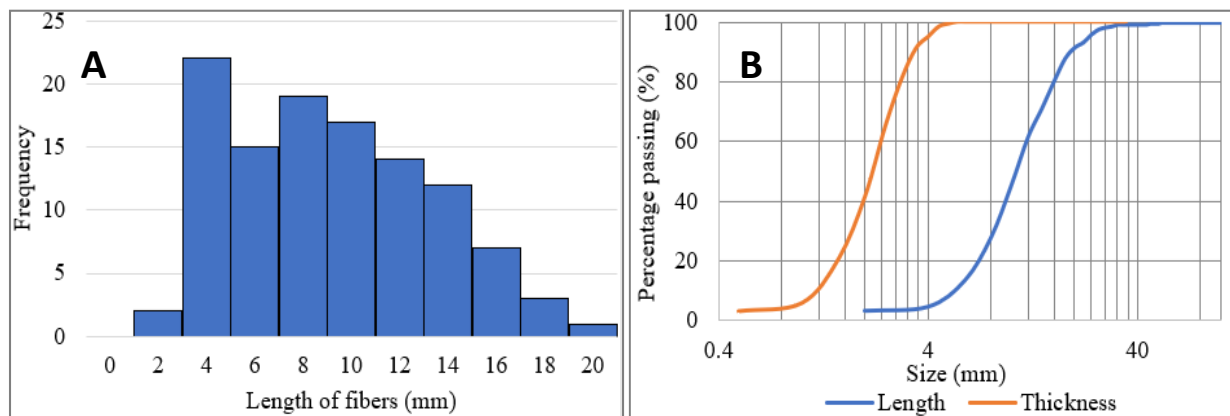 A
25
20
15
10
5
0
Frequency
0 2 4 6 8 10 12 14 16 18 20
Length of fibers (mm)
B
100
80
60
40
20
0
Percentage passing (%)
0.4 4 40
Size (mm)
Length Thickness